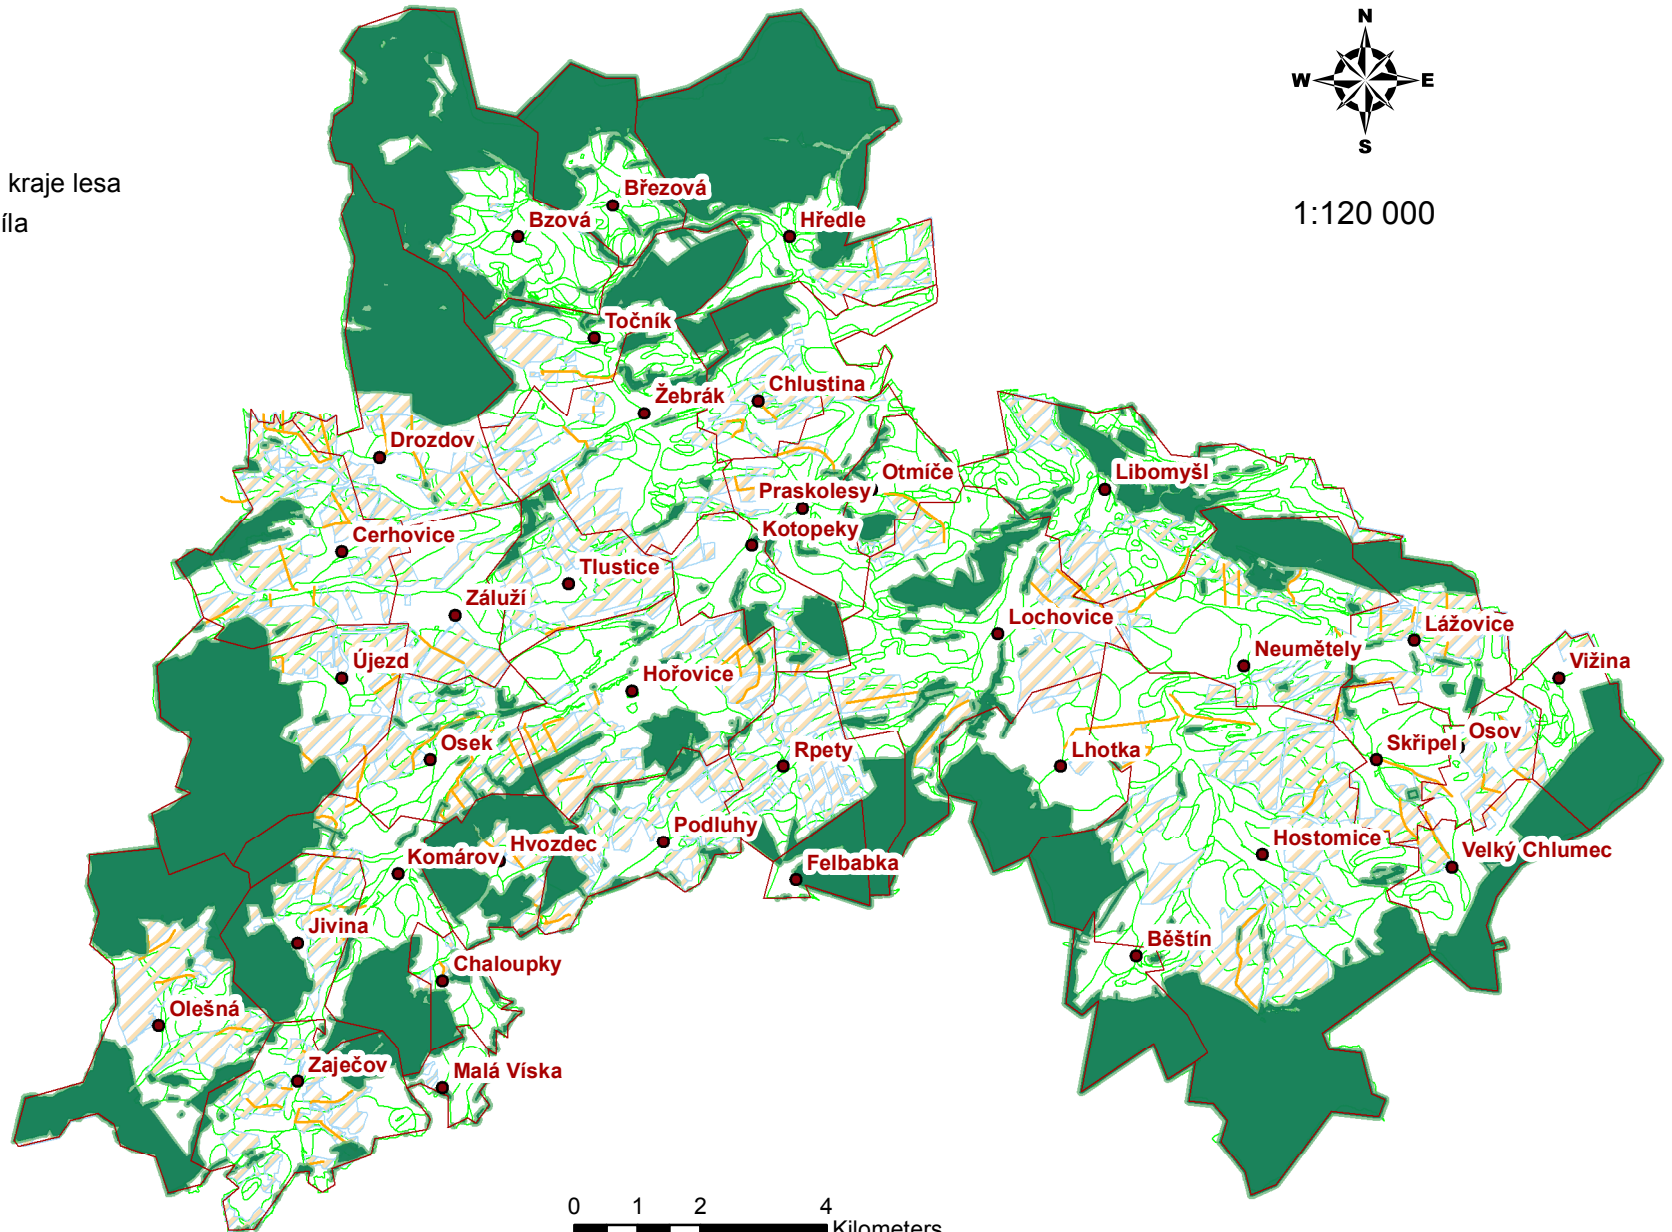 N
W E
S
1:120 000
kraje lesa
Březová
Bzová
Hředle
Točník
Žebrák
Chlustina
Drozdov
Otmíče
Libomyšl
Praskolesy
Kotopeky
Cerhovice
Tlustice
Záluží
Lochovice
Lážovice
Neumětely
Vižina
Újezd
Hořovice
Osek
Rpety
Lhotka
Skřipel
Osov
Podluhy
Hvozdec
Komárov
Felbabka
Hostomice
Velký Chlumec
Jivina
Běštín
Chaloupky
Olešná
Zaječov
Malá Víska
0 1 2 4
Kilometers